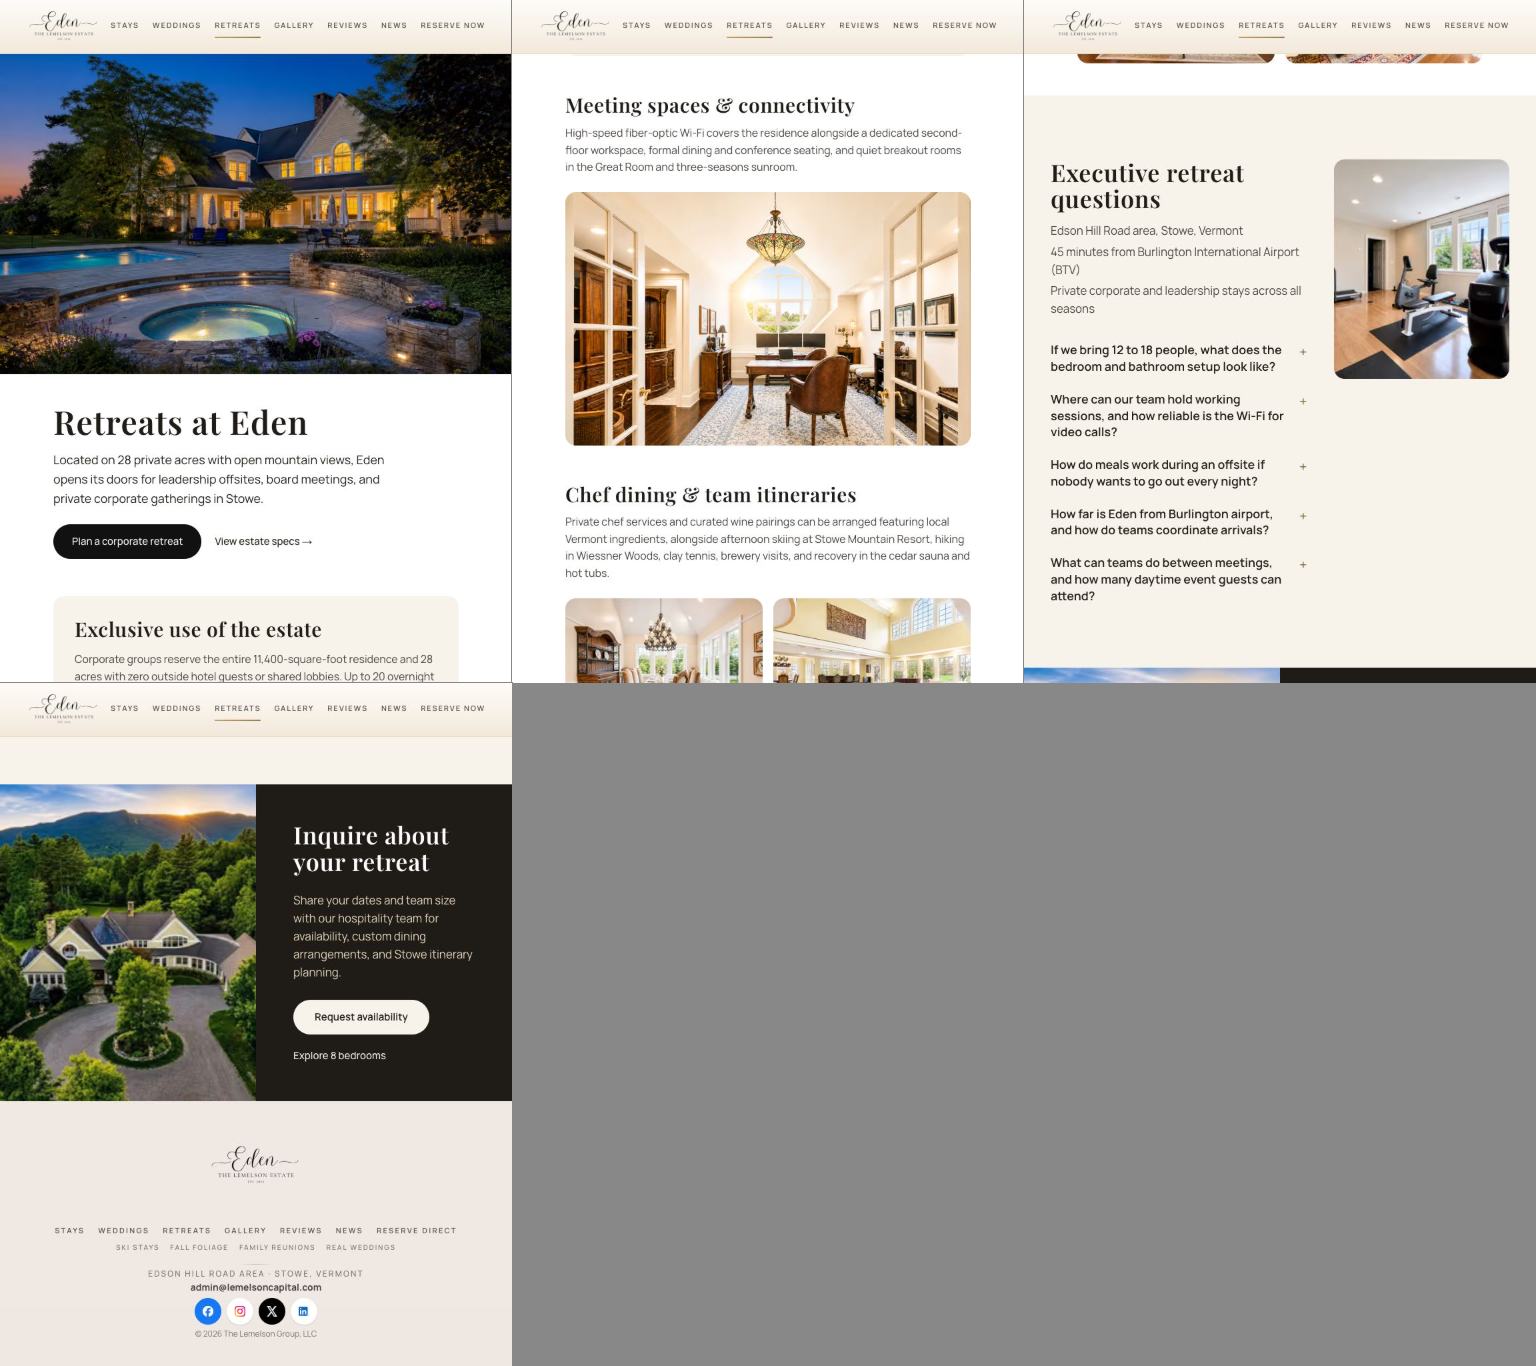 Eden
THE LEMELSON ESTATE
STAYS WEDDINGS RETREATS GALLERY REVIEWS NEWS RESERVE NOW
Retreats at Eden
Located on 28 private acres with open mountain views, Eden
opens its doors for leadership offsites, board meetings, and
private corporate gatherings in Stowe.
Plan a corporate retreat
View estate specs →
Exclusive use of the estate
Corporate groups reserve the entire 11,400-square-foot residence and 28
acres with zero outside hotel guests or shared lobbies. Up to 20 overnight
Eden
THE LEMELSON ESTATE
STAYS WEDDINGS RETREATS GALLERY REVIEWS NEWS RESERVE NOW
Meeting spaces & connectivity
High-speed fiber-optic Wi-Fi covers the residence alongside a dedicated second-
floor workspace, formal dining and conference seating, and quiet breakout rooms
in the Great Room and three-seasons sunroom.
Chef dining & team itineraries
Private chef services and curated wine pairings can be arranged featuring local
Vermont ingredients, alongside afternoon skiing at Stowe Mountain Resort, hiking
in Wiessner Woods, clay tennis, brewery visits, and recovery in the cedar sauna and
hot tubs.
Eden
THE LEMELSON ESTATE
STAYS WEDDINGS RETREATS GALLERY REVIEWS NEWS RESERVE NOW
Executive retreat
questions
Edson Hill Road area, Stowe, Vermont
45 minutes from Burlington International Airport
(BTV)
Private corporate and leadership stays across all
seasons
If we bring 12 to 18 people, what does the
bedroom and bathroom setup look like?
+
Where can our team hold working
sessions, and how reliable is the Wi-Fi for
video calls?
+
How do meals work during an offsite if
nobody wants to go out every night?
+
How far is Eden from Burlington airport,
and how do teams coordinate arrivals?
+
What can teams do between meetings,
and how many daytime event guests can
attend?
+
Eden
THE LEMELSON ESTATE
STAYS WEDDINGS RETREATS GALLERY REVIEWS NEWS RESERVE NOW
Inquire about
your retreat
Share your dates and team size
with our hospitality team for
availability, custom dining
arrangements, and Stowe itinerary
planning.
Request availability
Explore 8 bedrooms
Eden
THE LEMELSON ESTATE
STAYS WEDDINGS RETREATS GALLERY REVIEWS NEWS RESERVE DIRECT
SKI STAYS FALL FOLIAGE FAMILY REUNIONS REAL WEDDINGS
EDSON HILL ROAD AREA · STOWE, VERMONT
admin@lemelsoncapital.com
© 2026 The Lemelson Group, LLC